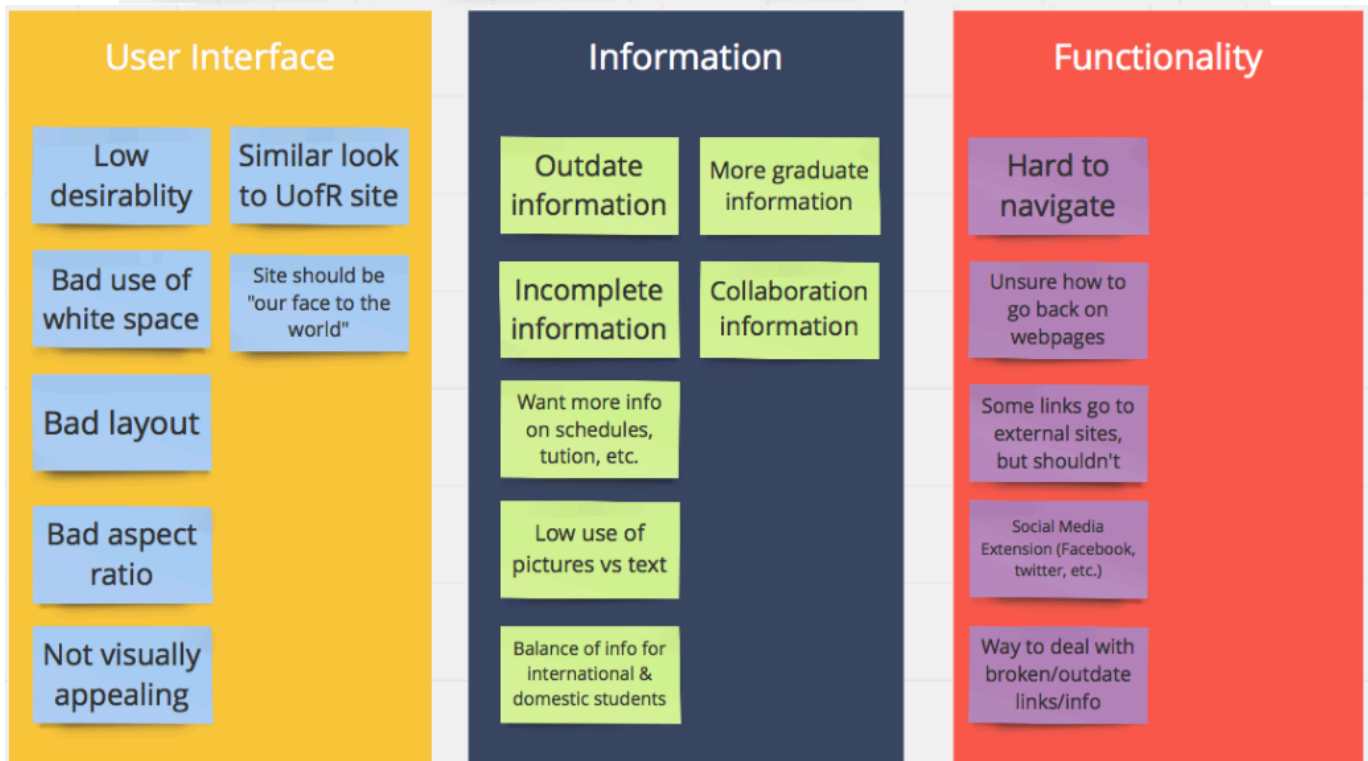 User Interface
Low
desirablity
Similar look
to UofR site
Bad use of
white space
Site should be
"our face to the
world"
Bad layout
Bad aspect
ratio
Not visually
appealing
Information
Outdate
information
More graduate
information
Incomplete
information
Collaboration
information
Want more info
on schedules,
tution, etc.
Low use of
pictures vs text
Balance of info for
international &
domestic students
Functionality
Hard to
navigate
Unsure how to
go back on
webpages
Some links go to
external sites,
but shouldn't
Social Media
Extension (Facebook,
twitter, etc.)
Way to deal with
broken/outdate
links/info